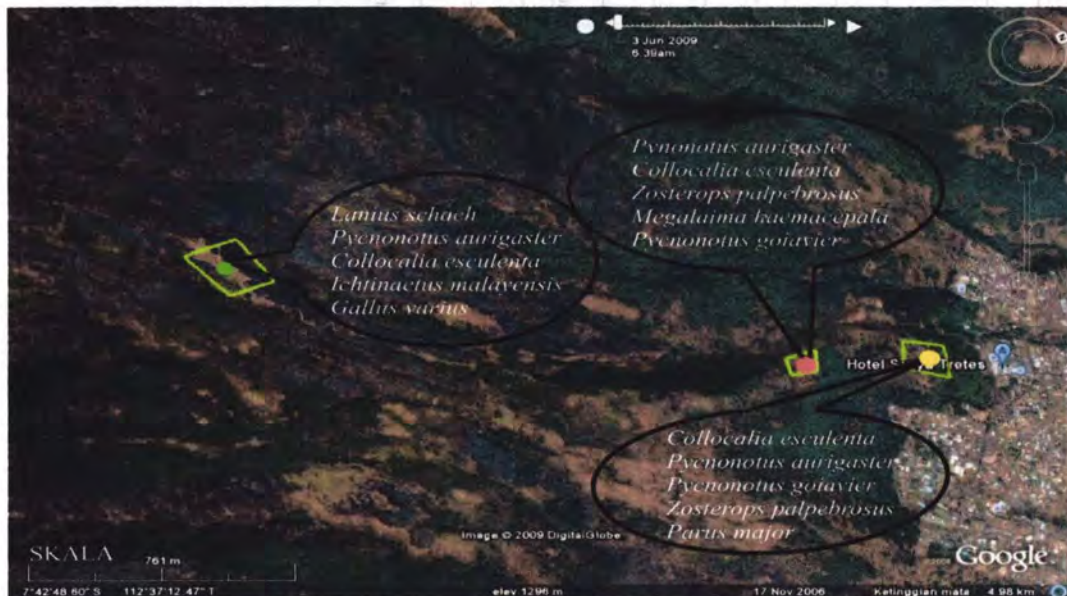 3 Jun 2009
6.39am
Pynonotus aurigaster
Collocalia esculenta
Zosterops palpebrosus
Megalaima haemacepala
Pycnonotus goiavier
Lanius schach
Pycnonotus aurigaster
Collocalia esculenta
Ichtinaetus malayensis
Gallus varius
Hotel S Tretes
Collocalia esculenta
Pycnonotus aurigaster
Pycnonotus goiavier
Zosterops palpebrosus
Parus major
Image © 2009 DigitalGlobe
Google
SKALA
761 m
7°42'48.60" S 112°37'12.47" T elev 1296 m 17 Nov 2006 Ketinggian mata 4.98 km